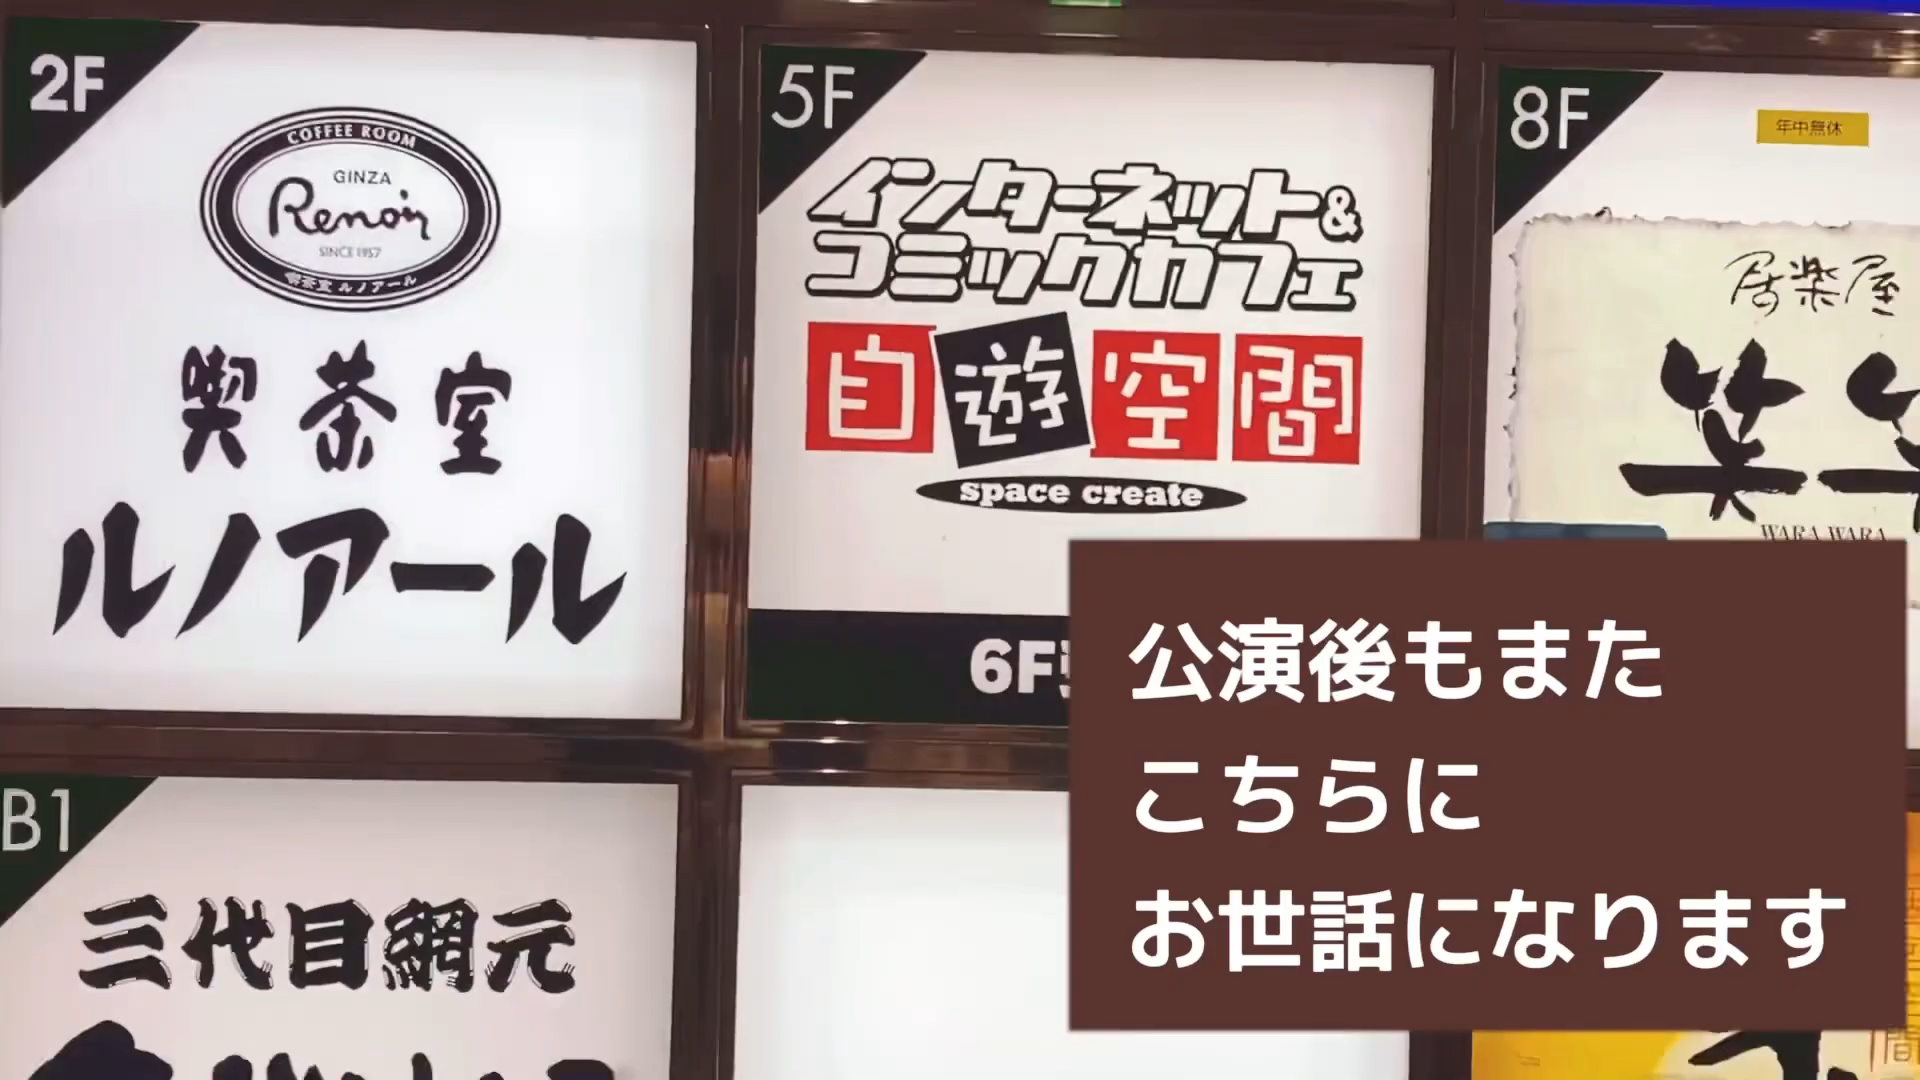 2F
COFFEE ROOM
GINZA
Renoir
SINCE 1957
喫茶室ルノアール
喫茶室
ルノアール
5F
インターネット&
コミックカフェ
自遊空間
space create
6F
8F
年中無休
居楽屋
笑
WARA WARA
B1
三代目網元
公演後もまた
こちらに
お世話になります